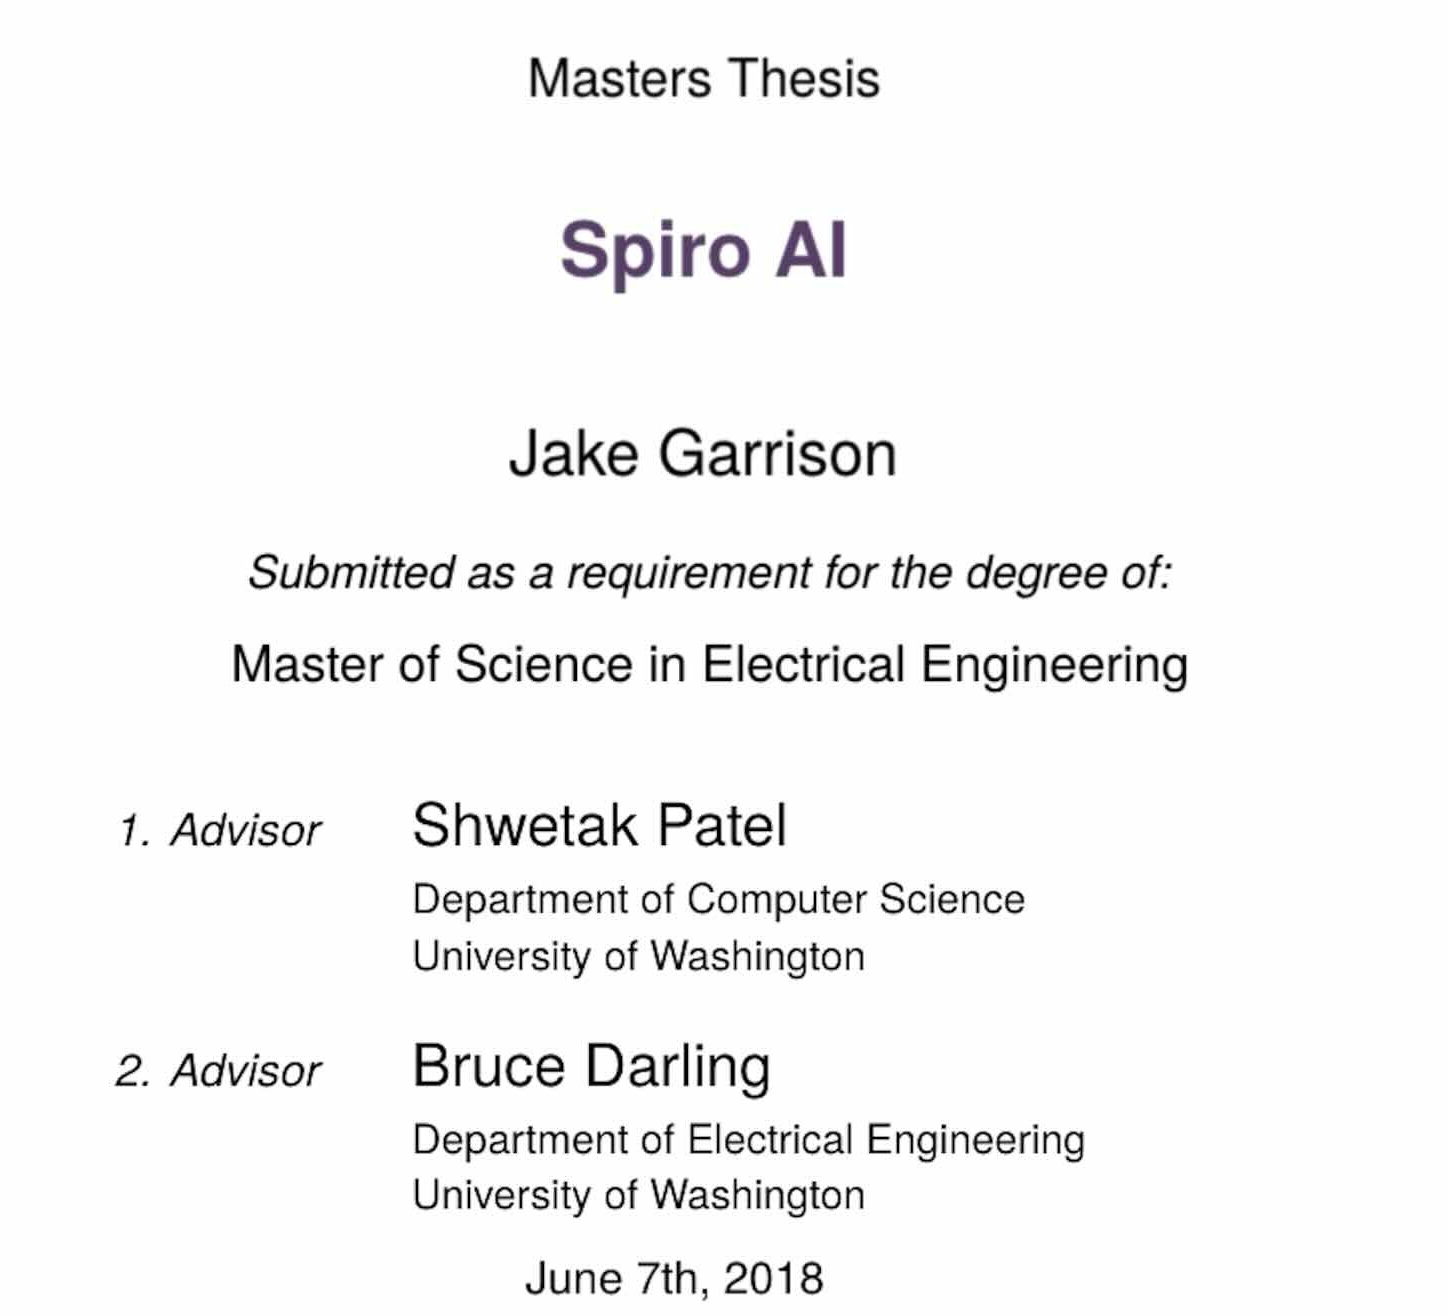 Masters Thesis
Spiro AI
Jake Garrison
Submitted as a requirement for the degree of:
Master of Science in Electrical Engineering
1. Advisor Shwetak Patel
Department of Computer Science
University of Washington
2. Advisor Bruce Darling
Department of Electrical Engineering
University of Washington
June 7th, 2018